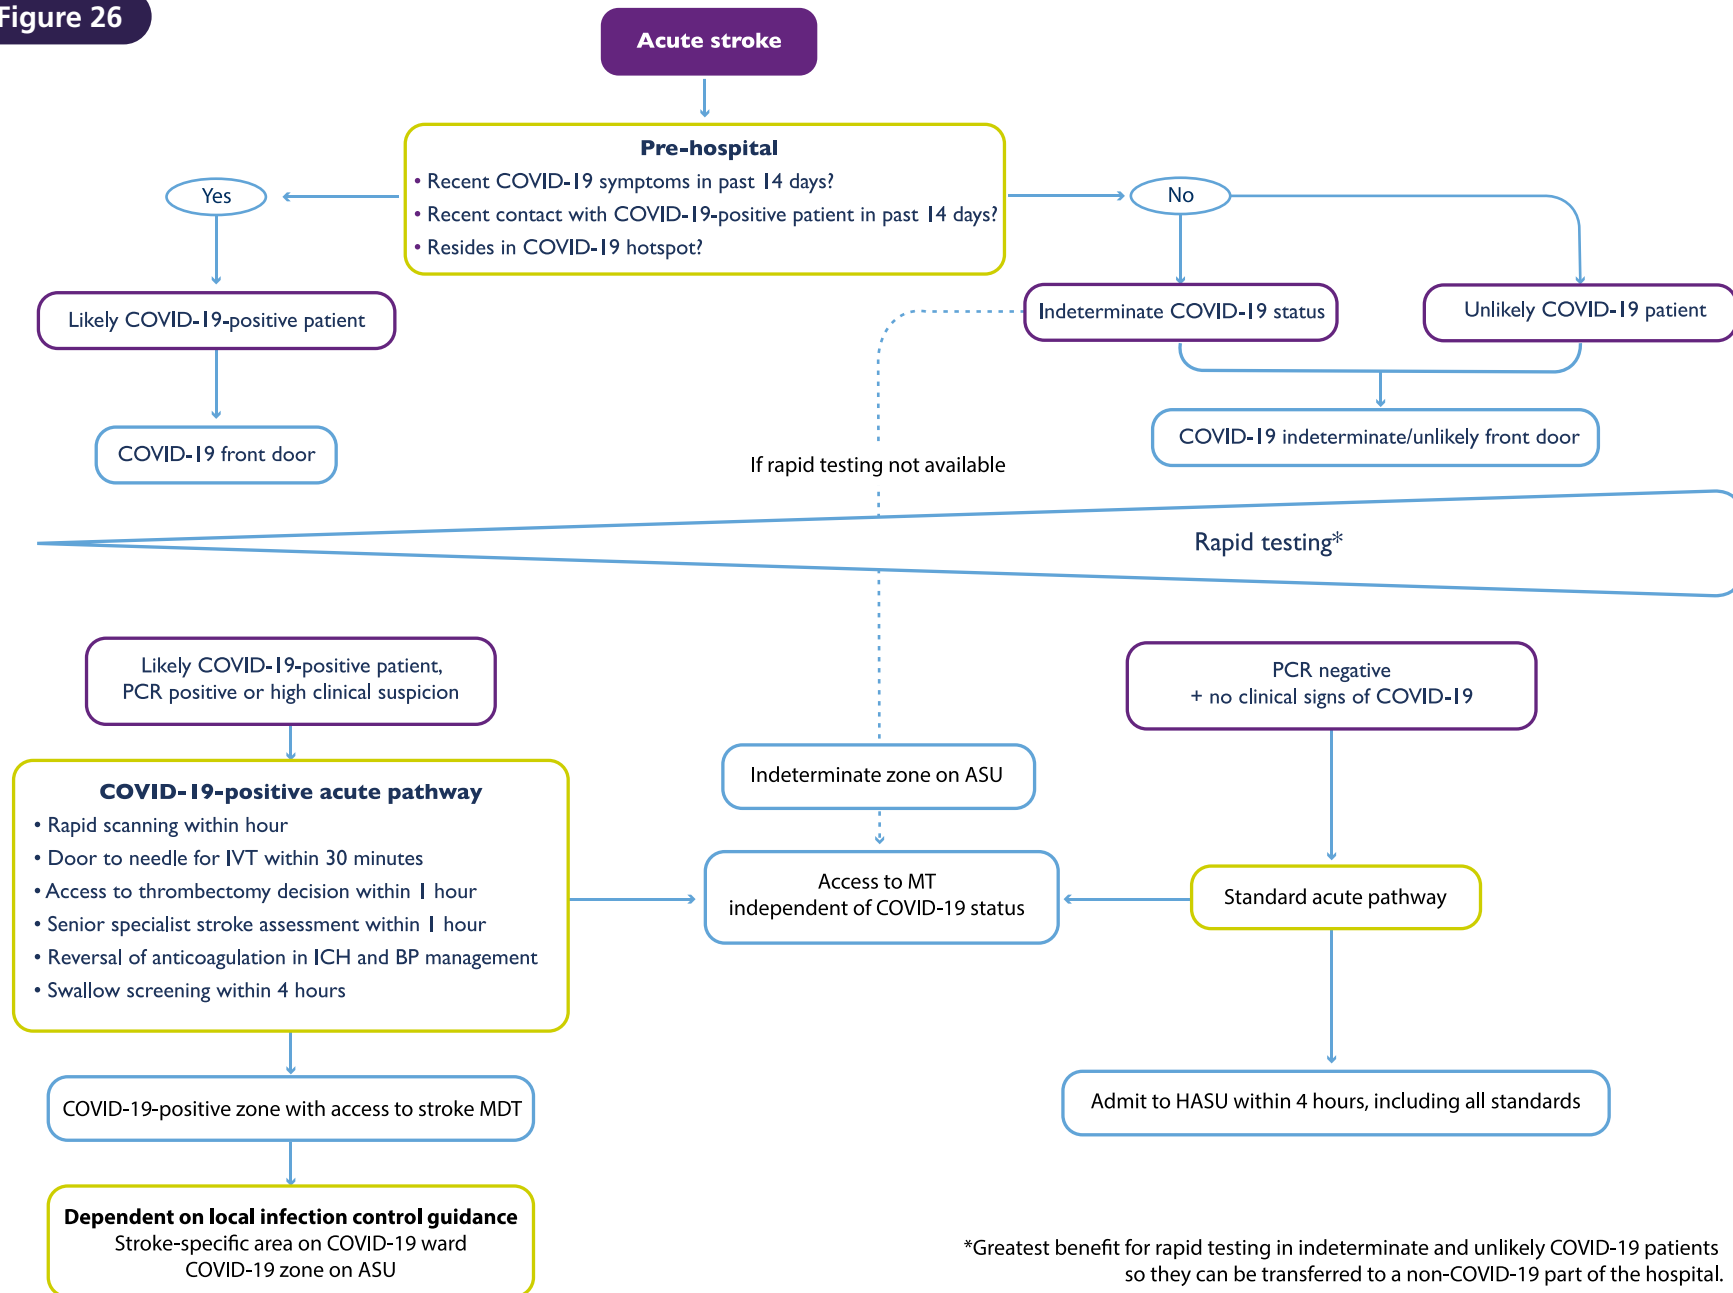 Figure 26
Acute stroke
Pre-hospital
• Recent COVID-19 symptoms in past 14 days?
• Recent contact with COVID-19-positive patient in past 14 days?
• Resides in COVID-19 hotspot?
Yes
No
Likely COVID-19-positive patient
Indeterminate COVID-19 status
Unlikely COVID-19 patient
COVID-19 front door
COVID-19 indeterminate/unlikely front door
If rapid testing not available
Rapid testing*
Likely COVID-19-positive patient,
PCR positive or high clinical suspicion
PCR negative
+ no clinical signs of COVID-19
COVID-19-positive acute pathway
• Rapid scanning within hour
• Door to needle for IVT within 30 minutes
• Access to thrombectomy decision within 1 hour
• Senior specialist stroke assessment within 1 hour
• Reversal of anticoagulation in ICH and BP management
• Swallow screening within 4 hours
Indeterminate zone on ASU
Access to MT
independent of COVID-19 status
Standard acute pathway
COVID-19-positive zone with access to stroke MDT
Admit to HASU within 4 hours, including all standards
Dependent on local infection control guidance
Stroke-specific area on COVID-19 ward
COVID-19 zone on ASU
*Greatest benefit for rapid testing in indeterminate and unlikely COVID-19 patients
so they can be transferred to a non-COVID-19 part of the hospital.